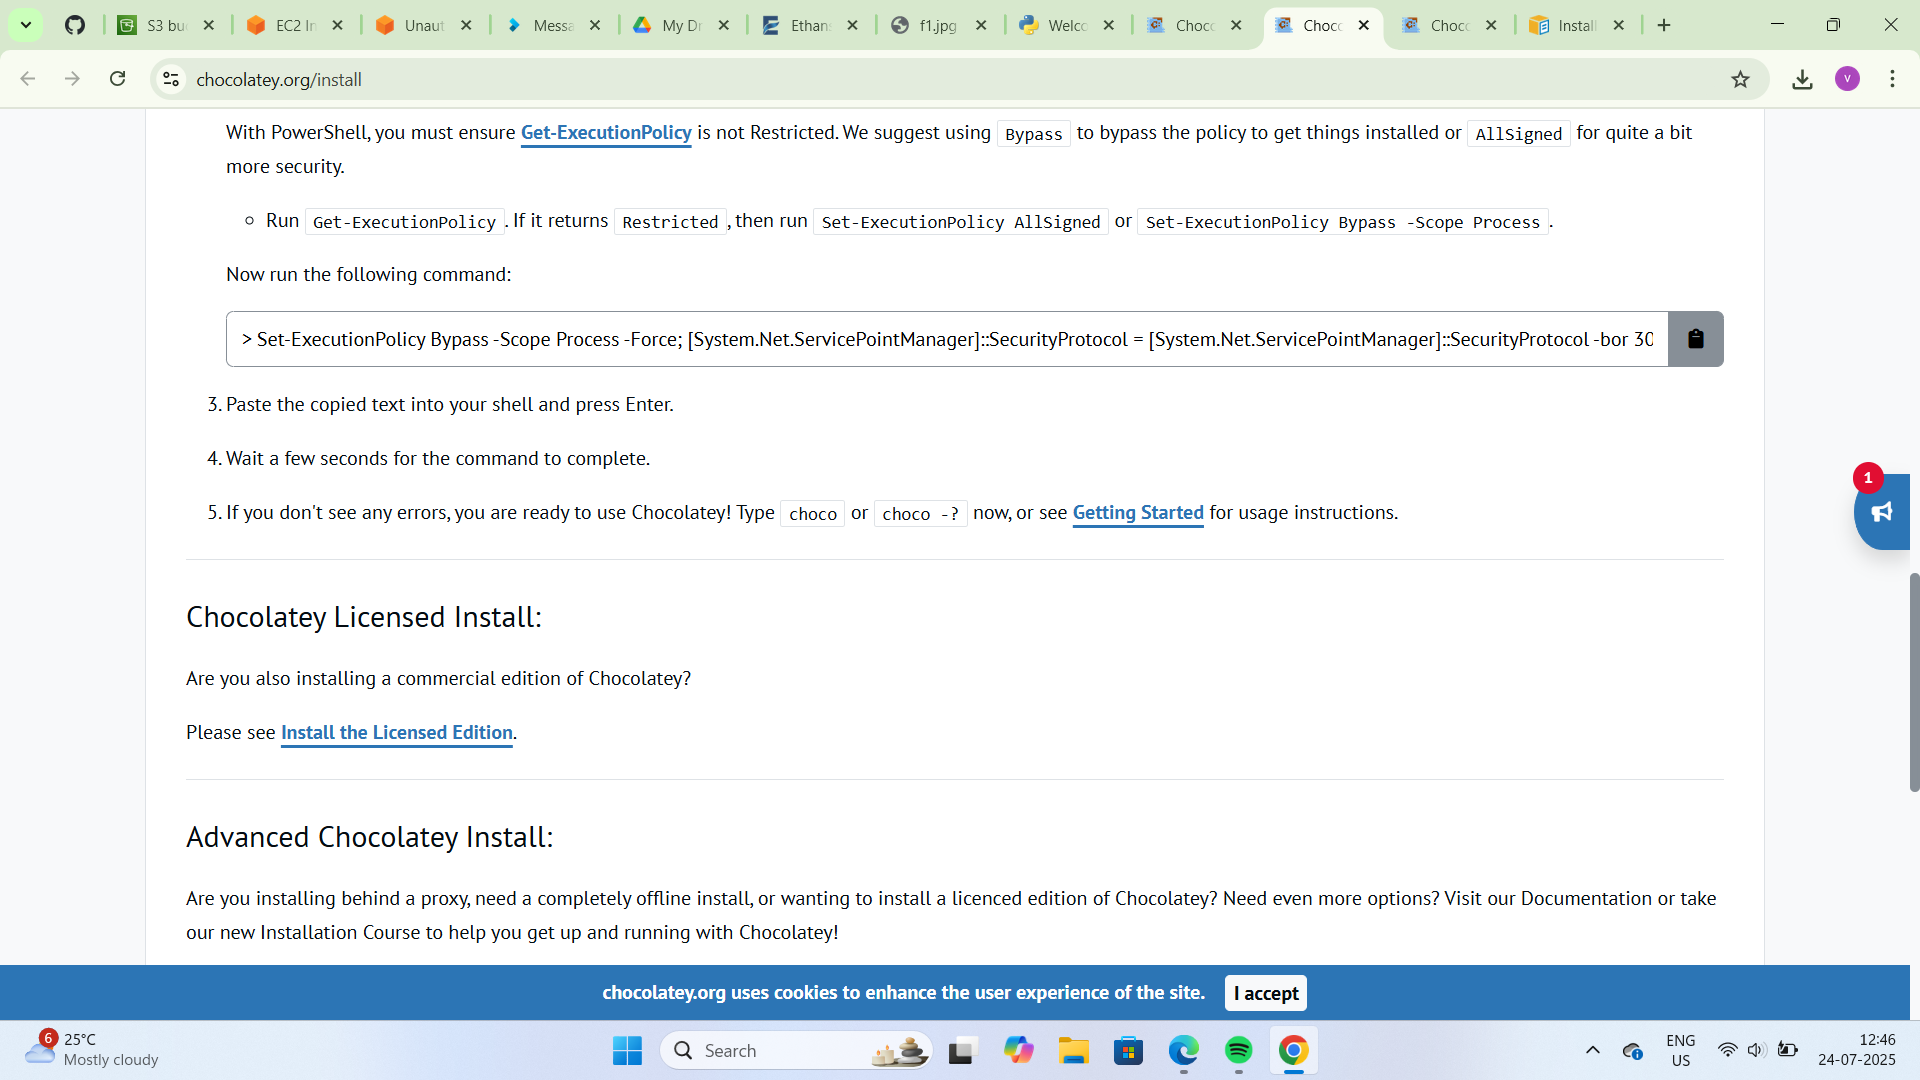 S3 bu
EC2 In
Unaut
Messa
My Dr
Ethans
f1.jpg
Welco
Choco
Choco
Choco
Install
chocolatey.org/install
V
With PowerShell, you must ensure Get-ExecutionPolicy is not Restricted. We suggest using Bypass to bypass the policy to get things installed or AllSigned for quite a bit
more security.
Run Get-ExecutionPolicy. If it returns Restricted, then run Set-ExecutionPolicy AllSigned or Set-ExecutionPolicy Bypass -Scope Process.
Now run the following command:
> Set-ExecutionPolicy Bypass -Scope Process -Force; [System.Net.ServicePointManager]::SecurityProtocol = [System.Net.ServicePointManager]::SecurityProtocol -bor 30
3. Paste the copied text into your shell and press Enter.
4. Wait a few seconds for the command to complete.
1
5. If you don't see any errors, you are ready to use Chocolatey! Type choco or choco -? now, or see Getting Started for usage instructions.
Chocolatey Licensed Install:
Are you also installing a commercial edition of Chocolatey?
Please see Install the Licensed Edition.
Advanced Chocolatey Install:
Are you installing behind a proxy, need a completely offline install, or wanting to install a licenced edition of Chocolatey? Need even more options? Visit our Documentation or take
our new Installation Course to help you get up and running with Chocolatey!
chocolatey.org uses cookies to enhance the user experience of the site. I accept
6
25°C
Mostly cloudy
Search
ENG
US
12:46
24-07-2025